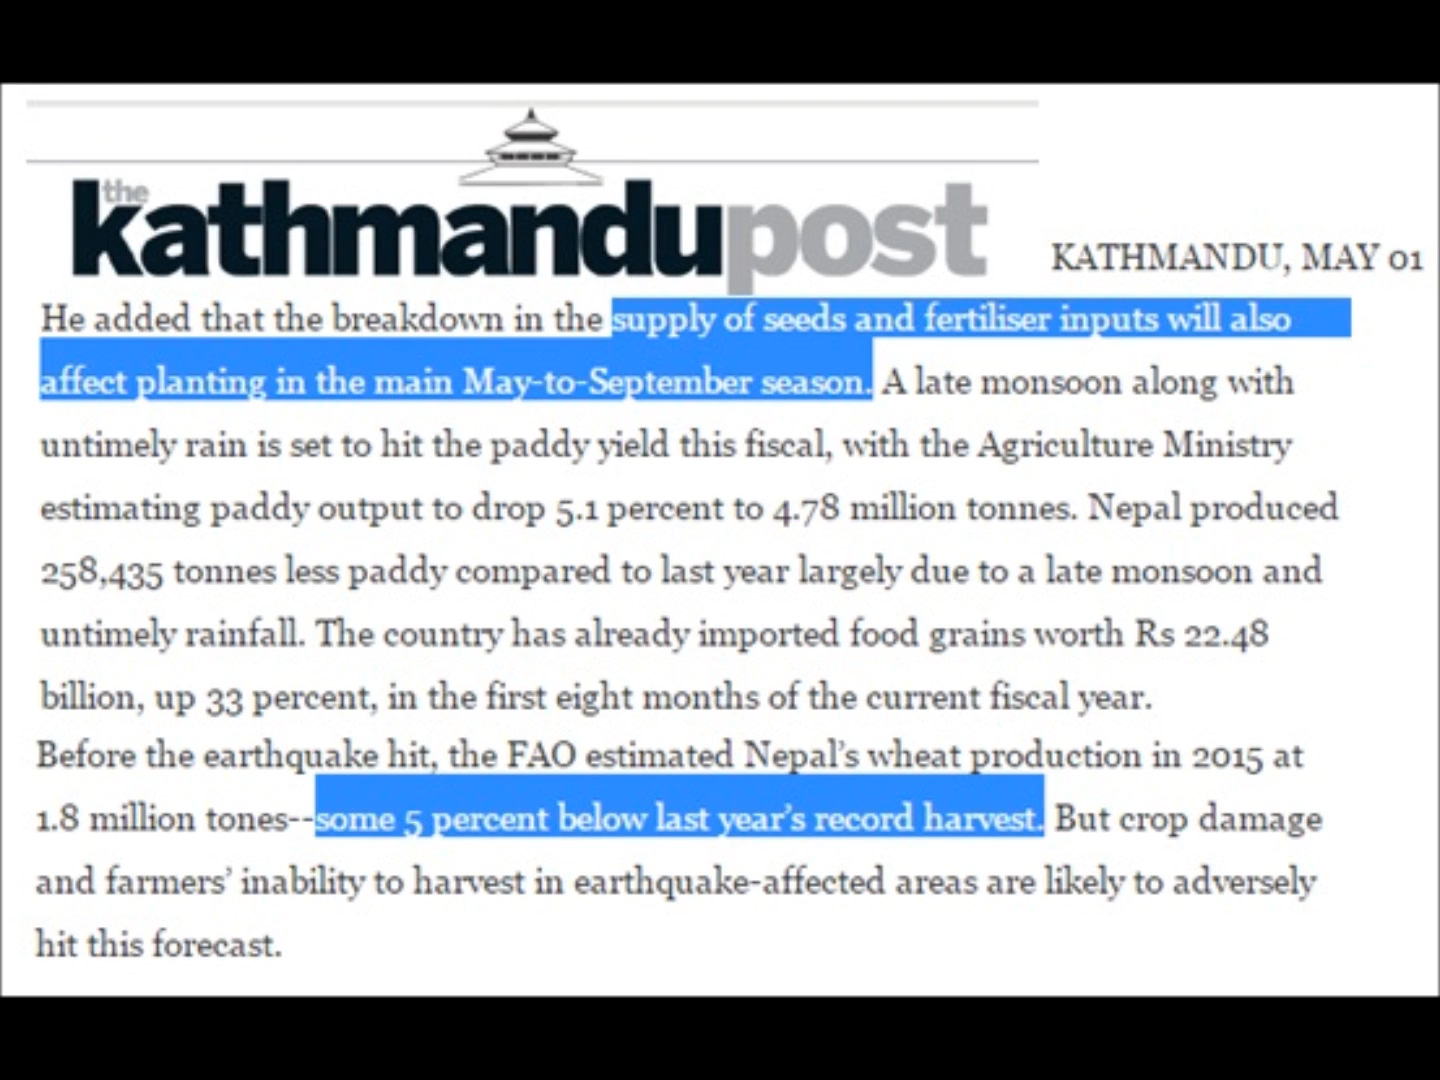 the
kathmandupost
KATHMANDU, MAY 01
He added that the breakdown in the supply of seeds and fertiliser inputs will also
affect planting in the main May-to-September season. A late monsoon along with
untimely rain is set to hit the paddy yield this fiscal, with the Agriculture Ministry
estimating paddy output to drop 5.1 percent to 4.78 million tonnes. Nepal produced
258,435 tonnes less paddy compared to last year largely due to a late monsoon and
untimely rainfall. The country has already imported food grains worth Rs 22.48
billion, up 33 percent, in the first eight months of the current fiscal year.
Before the earthquake hit, the FAO estimated Nepal’s wheat production in 2015 at
1.8 million tones--some 5 percent below last year’s record harvest. But crop damage
and farmers’ inability to harvest in earthquake-affected areas are likely to adversely
hit this forecast.